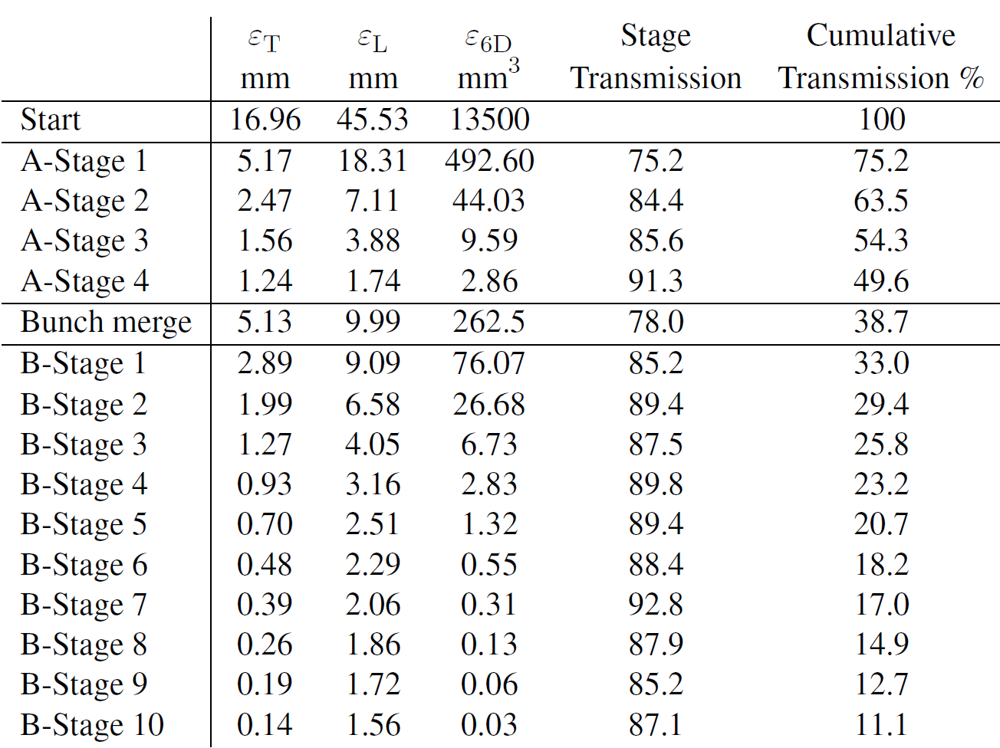 εT εL ε6D Stage Cumulative
mm mm mm³ Transmission Transmission %
Start 16.96 45.53 13500 100
A-Stage 1 5.17 18.31 492.60 75.2 75.2
A-Stage 2 2.47 7.11 44.03 84.4 63.5
A-Stage 3 1.56 3.88 9.59 85.6 54.3
A-Stage 4 1.24 1.74 2.86 91.3 49.6
Bunch merge 5.13 9.99 262.5 78.0 38.7
B-Stage 1 2.89 9.09 76.07 85.2 33.0
B-Stage 2 1.99 6.58 26.68 89.4 29.4
B-Stage 3 1.27 4.05 6.73 87.5 25.8
B-Stage 4 0.93 3.16 2.83 89.8 23.2
B-Stage 5 0.70 2.51 1.32 89.4 20.7
B-Stage 6 0.48 2.29 0.55 88.4 18.2
B-Stage 7 0.39 2.06 0.31 92.8 17.0
B-Stage 8 0.26 1.86 0.13 87.9 14.9
B-Stage 9 0.19 1.72 0.06 85.2 12.7
B-Stage 10 0.14 1.56 0.03 87.1 11.1